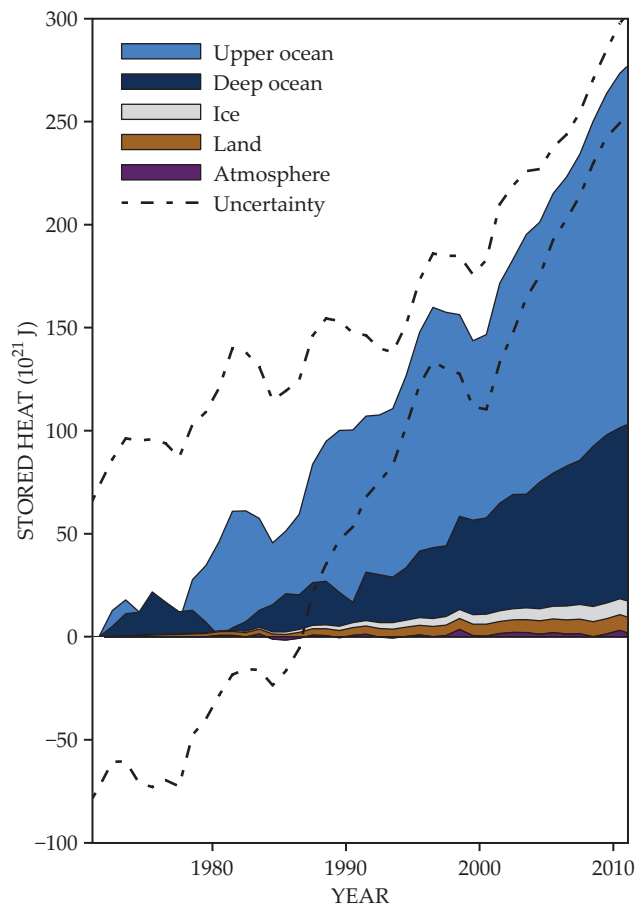 300
250
200
150
100
50
0
−50
−100
STORED HEAT (10²¹ J)
Upper ocean
Deep ocean
Ice
Land
Atmosphere
Uncertainty
1980 1990 2000 2010
YEAR